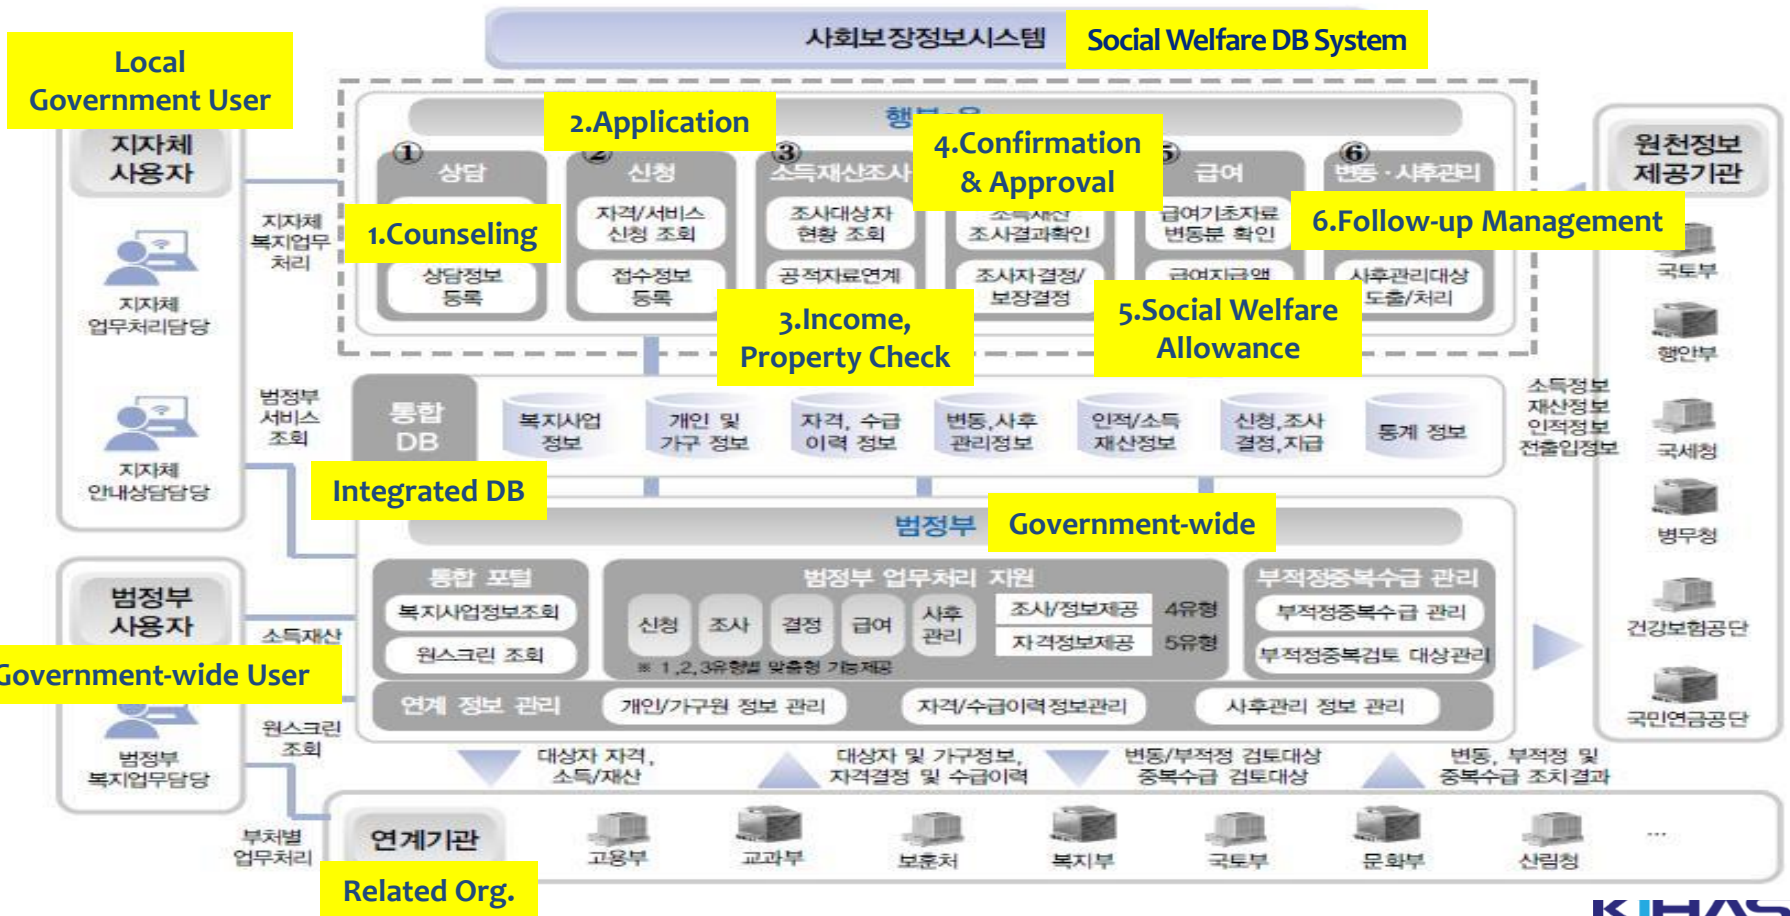 사회보장정보시스템
Social Welfare DB System
Local
Government User
지자체
사용자
지자체
업무처리담당
지자체
안내상담담당
지자체
복지업무
처리
범정부
서비스
조회
2.Application
4.Confirmation
& Approval
①
상담
1.Counseling
상담정보
등록
②
신청
자격/서비스
신청 조회
접수정보
등록
③
소득재산조사
조사대상자
현황 조회
공적자료연계
3.Income,
Property Check
소득재산
조사결과확인
조사자결정/
보장결정
급여
급여기초자료
변동분 확인
급여지급액
5.Social Welfare
Allowance
⑥
변동·사후관리
6.Follow-up Management
사후관리대상
도출/처리
통합
DB
Integrated DB
복지사업
정보
개인 및
가구 정보
자격, 수급
이력 정보
변동,사후
관리정보
인적/소득
재산정보
신청,조사
결정,지급
통계 정보
원천정보
제공기관
국토부
행안부
국세청
병무청
건강보험공단
국민연금공단
소득정보
재산정보
인적정보
전출입정보
범정부
Government-wide
통합 포털
복지사업정보조회
원스크린 조회
범정부 업무처리 지원
신청
조사
결정
급여
사후
관리
조사/정보제공
4유형
자격정보제공
5유형
※ 1,2,3유형별 맞춤형 기능제공
부적정중복수급 관리
부적정중복수급 관리
부적정중복검토 대상관리
연계 정보 관리
개인/가구원 정보 관리
자격/수급이력정보관리
사후관리 정보 관리
범정부
사용자
Government-wide User
범정부
복지업무담당
소득재산
원스크린
조회
부처별
업무처리
대상자 자격,
소득/재산
대상자 및 가구정보,
자격결정 및 수급이력
변동/부적정 검토대상
중복수급 검토대상
변동, 부적정 및
중복수급 조치결과
연계기관
Related Org.
고용부
교과부
보훈처
복지부
국토부
문화부
산림청
...
KIHAS